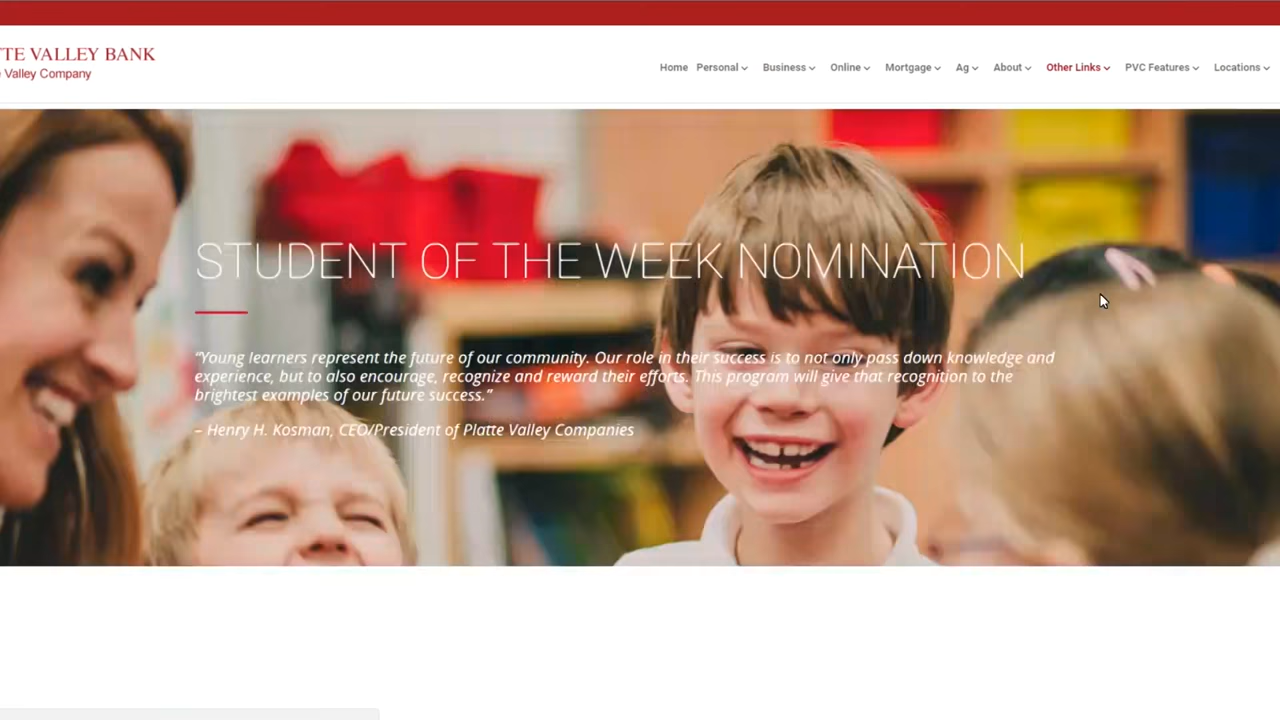 TTE VALLEY BANK
Valley Company
Home Personal Business Online Mortgage Ag About Other Links PVC Features Locations
STUDENT OF THE WEEK NOMINATION
“Young learners represent the future of our community. Our role in their success is to not only pass down knowledge and
experience, but to also encourage, recognize and reward their efforts. This program will give that recognition to the
brightest examples of our future success.”
– Henry H. Kosman, CEO/President of Platte Valley Companies